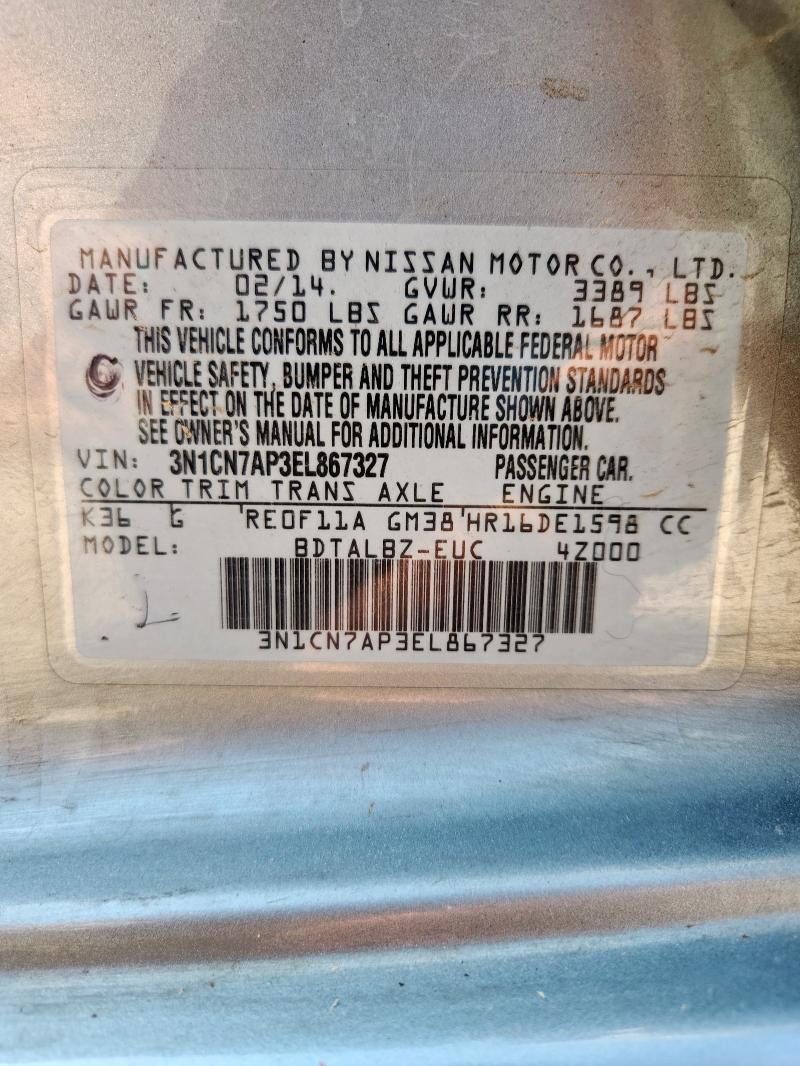 MANUFACTURED BY NISSAN MOTOR CO., LTD.
DATE: 02/14. GVWR: 3389 LBS
GAWR FR: 1750 LBS GAWR RR: 1687 LBS
THIS VEHICLE CONFORMS TO ALL APPLICABLE FEDERAL MOTOR
VEHICLE SAFETY, BUMPER AND THEFT PREVENTION STANDARDS
IN EFFECT ON THE DATE OF MANUFACTURE SHOWN ABOVE.
SEE OWNER'S MANUAL FOR ADDITIONAL INFORMATION.
VIN: 3N1CN7AP3EL867327 PASSENGER CAR.
COLOR TRIM TRANS AXLE ENGINE
K36 G 'RE0F11A GM38'HR16DE1598 CC
MODEL: BDTALBZ-EUC 4Z000
3N1CN7AP3EL867327